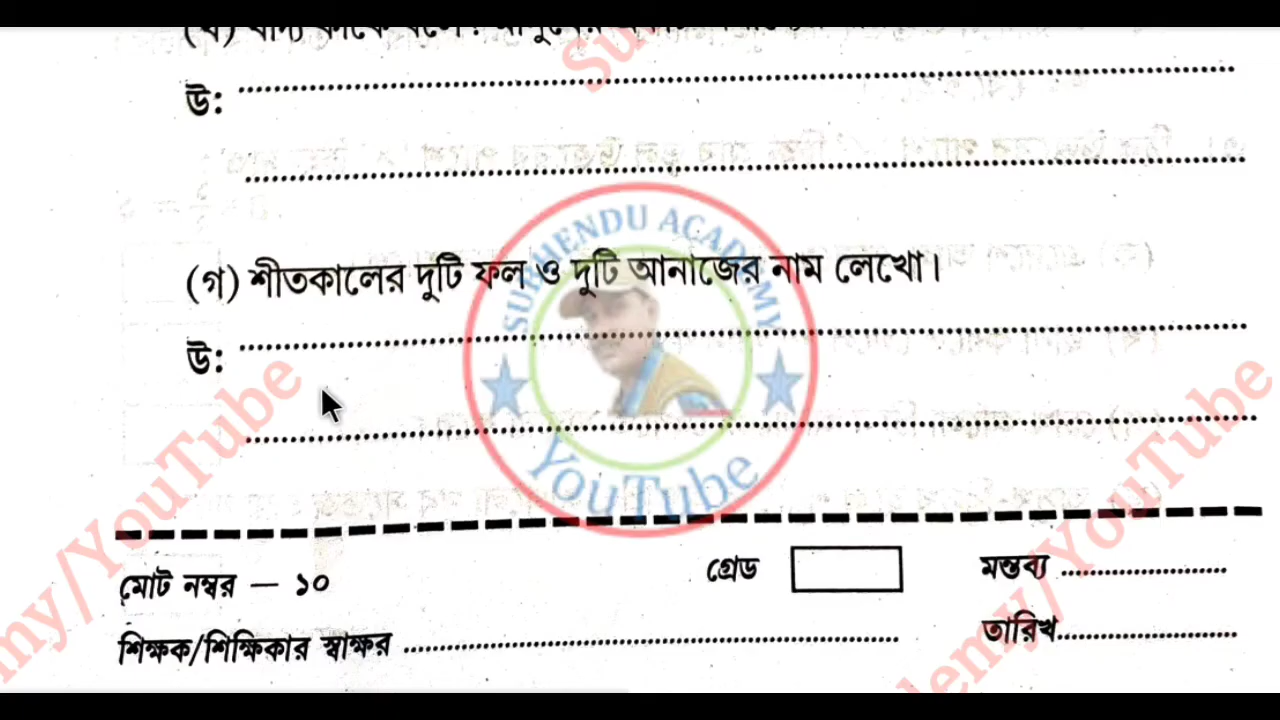 উ:
(গ) শীতকালের দুটি ফল ও দুটি আনাজের নাম লেখো।
উ:
SUBHENDU ACADEMY
YouTube
মোট নম্বর — ১০
গ্রেড
মন্তব্য
শিক্ষক/শিক্ষিকার স্বাক্ষর
তারিখ